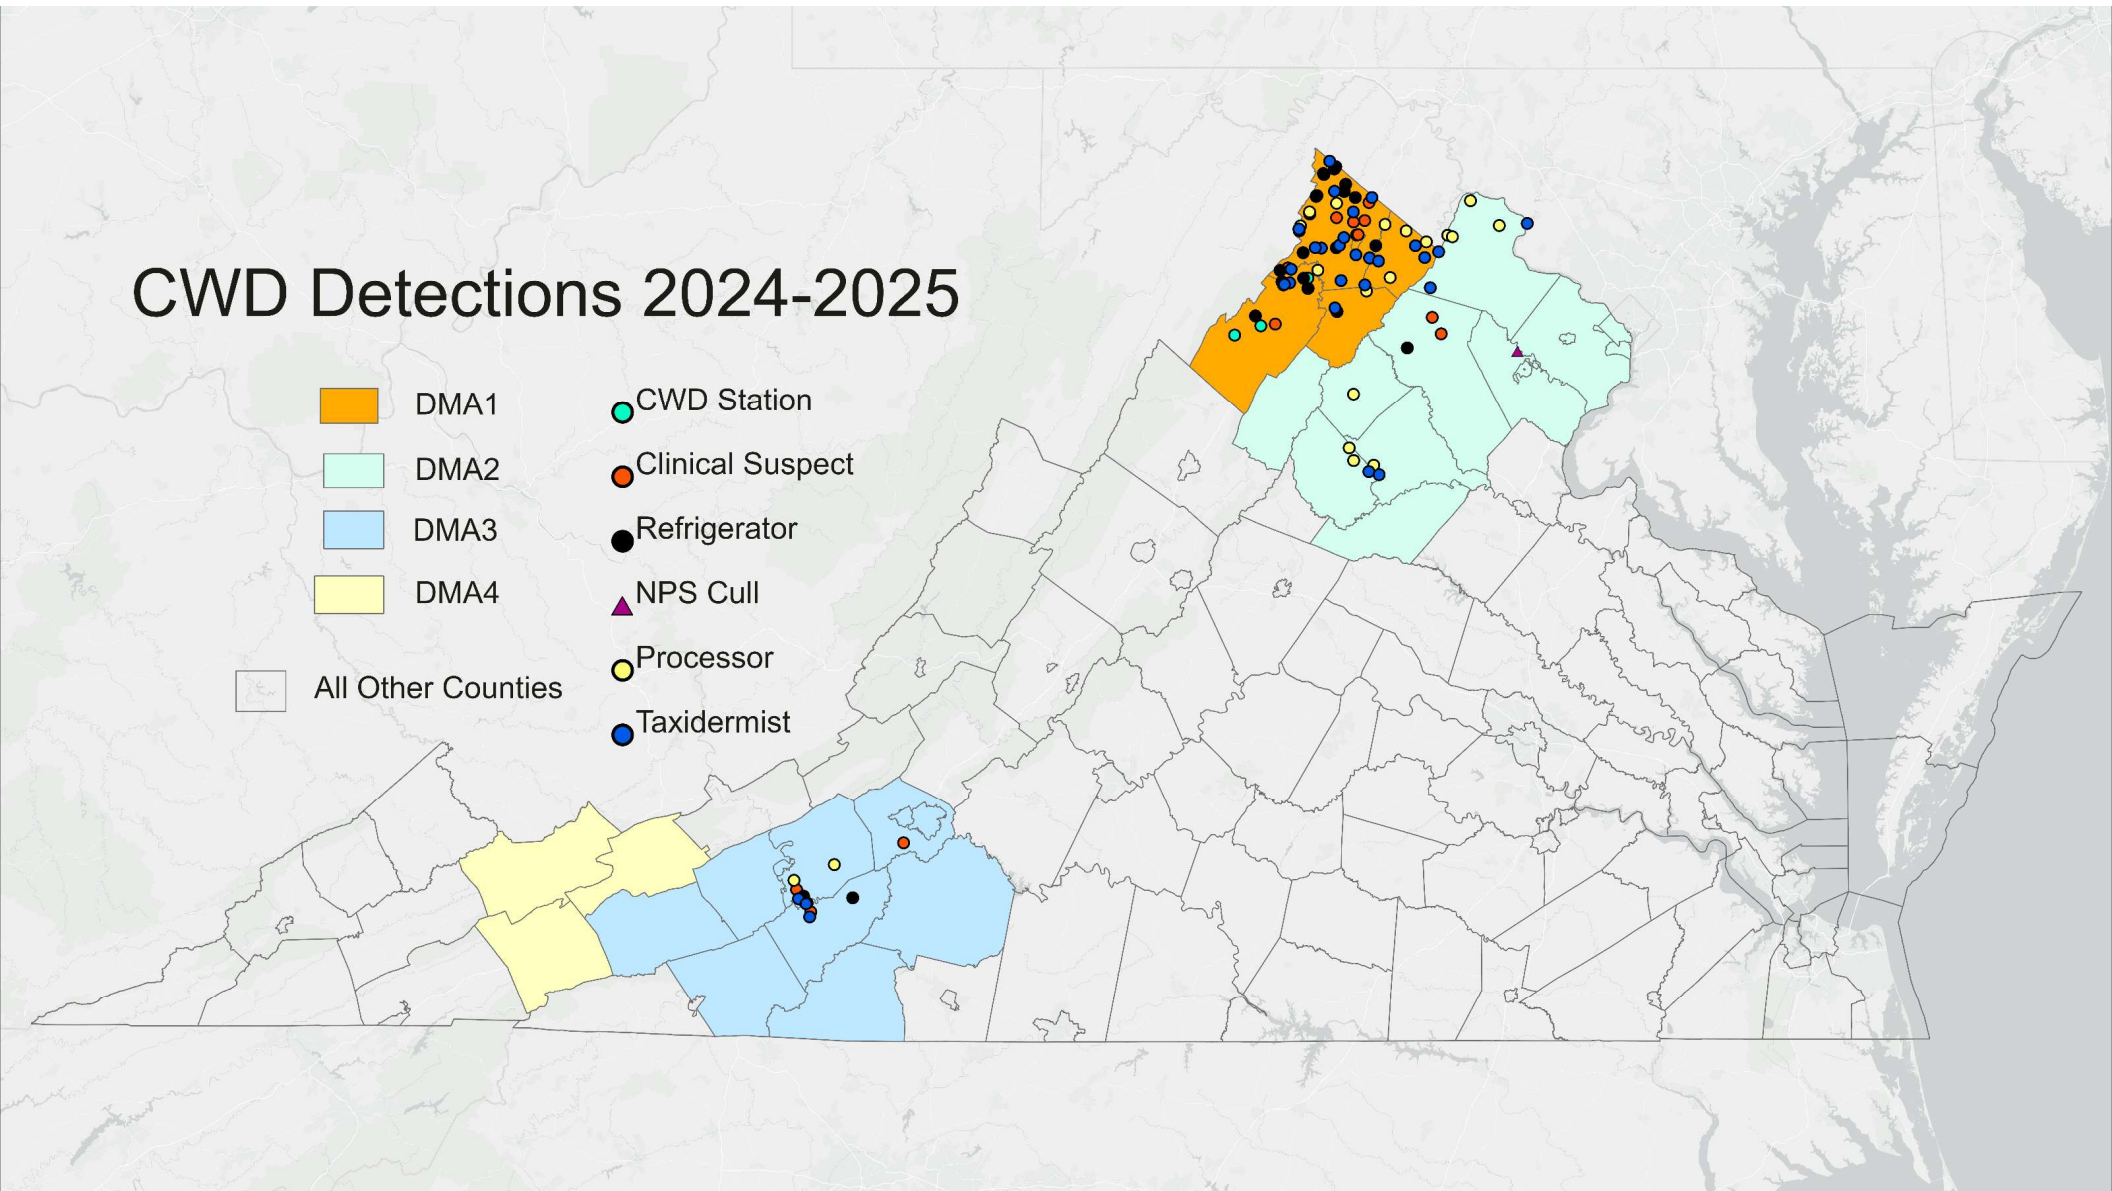 CWD Detections 2024-2025
DMA1
DMA2
DMA3
DMA4
All Other Counties
CWD Station
Clinical Suspect
Refrigerator
NPS Cull
Processor
Taxidermist